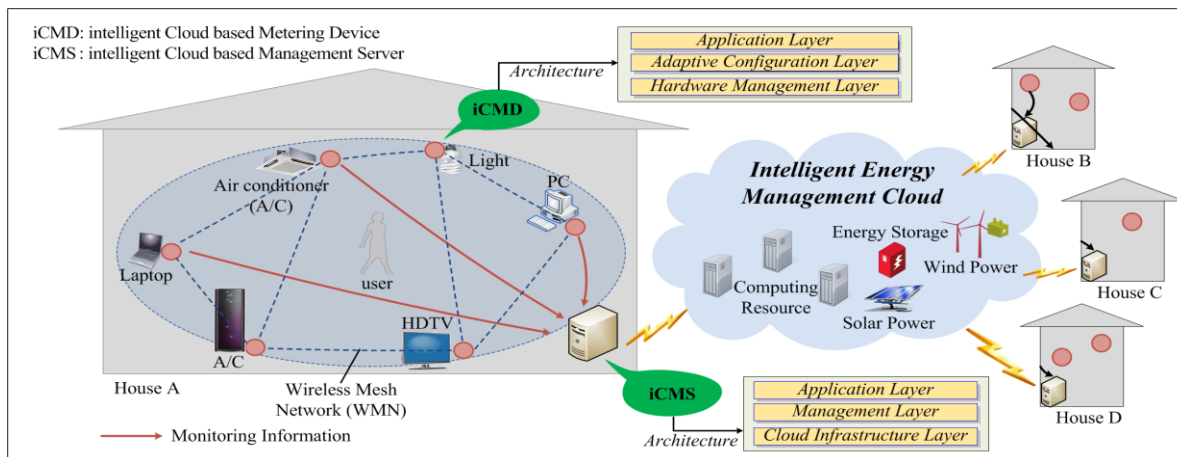 iCMD: intelligent Cloud based Metering Device
iCMS : intelligent Cloud based Management Server
Architecture
Application Layer
Adaptive Configuration Layer
Hardware Management Layer
iCMD
Light
Air conditioner
(A/C)
PC
Laptop
user
HDTV
A/C
House A
Wireless Mesh
Network (WMN)
Monitoring Information
iCMS
Architecture
Application Layer
Management Layer
Cloud Infrastructure Layer
Intelligent Energy
Management Cloud
Energy Storage
Wind Power
Computing
Resource
Solar Power
House B
House C
House D